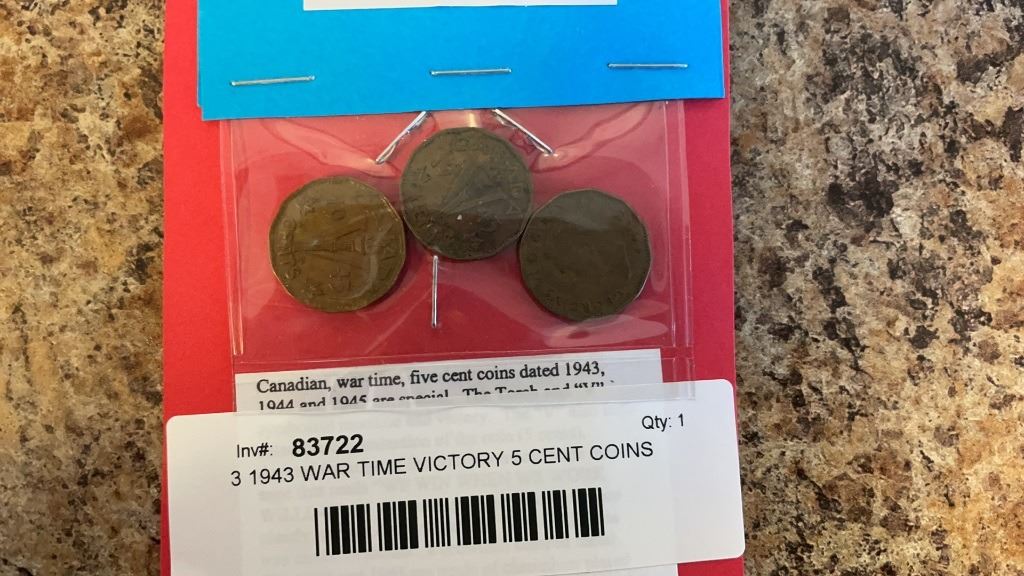 Canadian, war time, five cent coins dated 1943,
1944 and 1945 are special. The Torch and
Qty: 1
Inv#: 83722
3 1943 WAR TIME VICTORY 5 CENT COINS